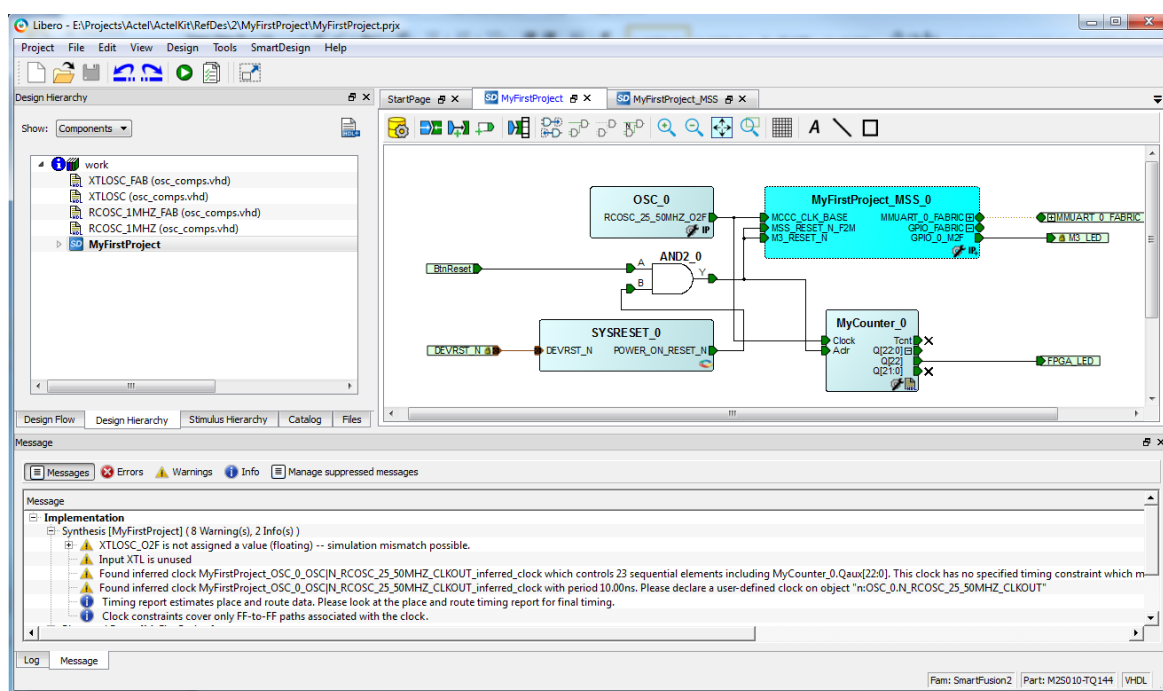 Libero - E:\Projects\Actel\ActelKit\RefDes\2\MyFirstProject\MyFirstProject.prjx
Project File Edit View Design Tools SmartDesign Help
Design Hierarchy
StartPage
SD MyFirstProject
SD MyFirstProject_MSS
Show: Components
A
work
XTLOSC_FAB (osc_comps.vhd)
XTLOSC (osc_comps.vhd)
RCOSC_1MHZ_FAB (osc_comps.vhd)
RCOSC_1MHZ (osc_comps.vhd)
SD MyFirstProject
OSC_0
RCOSC_25_50MHZ_O2F
IP
MyFirstProject_MSS_0
MCCC_CLK_BASE MMUART_0_FABRIC
MSS_RESET_N_F2M GPIO_FABRIC
M3_RESET_N GPIO_0_M2F
IP
MMUART_0_FABRIC
M3_LED
BtnReset
AND2_0
A
B
Y
SYSRESET_0
DEVRST_N
DEVRST_N POWER_ON_RESET_N
MyCounter_0
Clock Tcnt
Aclr Q[22:0]
Q[22]
Q[21:0]
FPGA_LED
Design Flow Design Hierarchy Stimulus Hierarchy Catalog Files
Message
Messages Errors Warnings Info Manage suppressed messages
Message
Implementation
Synthesis [MyFirstProject] ( 8 Warning(s), 2 Info(s) )
XTLOSC_O2F is not assigned a value (floating) -- simulation mismatch possible.
Input XTL is unused
Found inferred clock MyFirstProject_OSC_0_OSC|N_RCOSC_25_50MHZ_CLKOUT_inferred_clock which controls 23 sequential elements including MyCounter_0.Qaux[22:0]. This clock has no specified timing constraint which m
Found inferred clock MyFirstProject_OSC_0_OSC|N_RCOSC_25_50MHZ_CLKOUT_inferred_clock with period 10.00ns. Please declare a user-defined clock on object "n:OSC_0.N_RCOSC_25_50MHZ_CLKOUT"
Timing report estimates place and route data. Please look at the place and route timing report for final timing.
Clock constraints cover only FF-to-FF paths associated with the clock.
Log Message
Fam: SmartFusion2 Part: M2S010-TQ144 VHDL